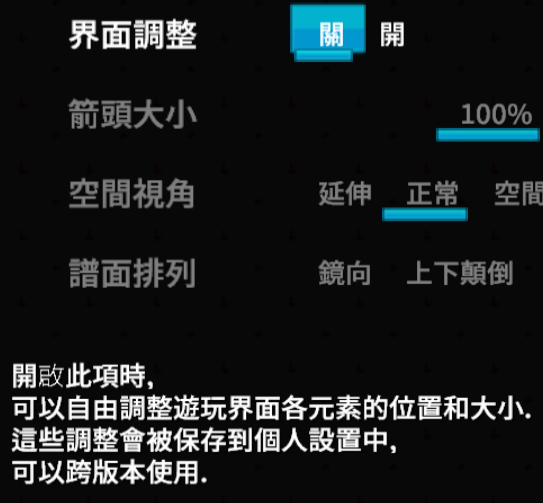 界面調整 關 開
箭頭大小 100%
空間視角 延伸 正常 空間
譜面排列 鏡向 上下顛倒
開啟此項時,
可以自由調整遊玩界面各元素的位置和大小.
這些調整會被保存到個人設置中,
可以跨版本使用.